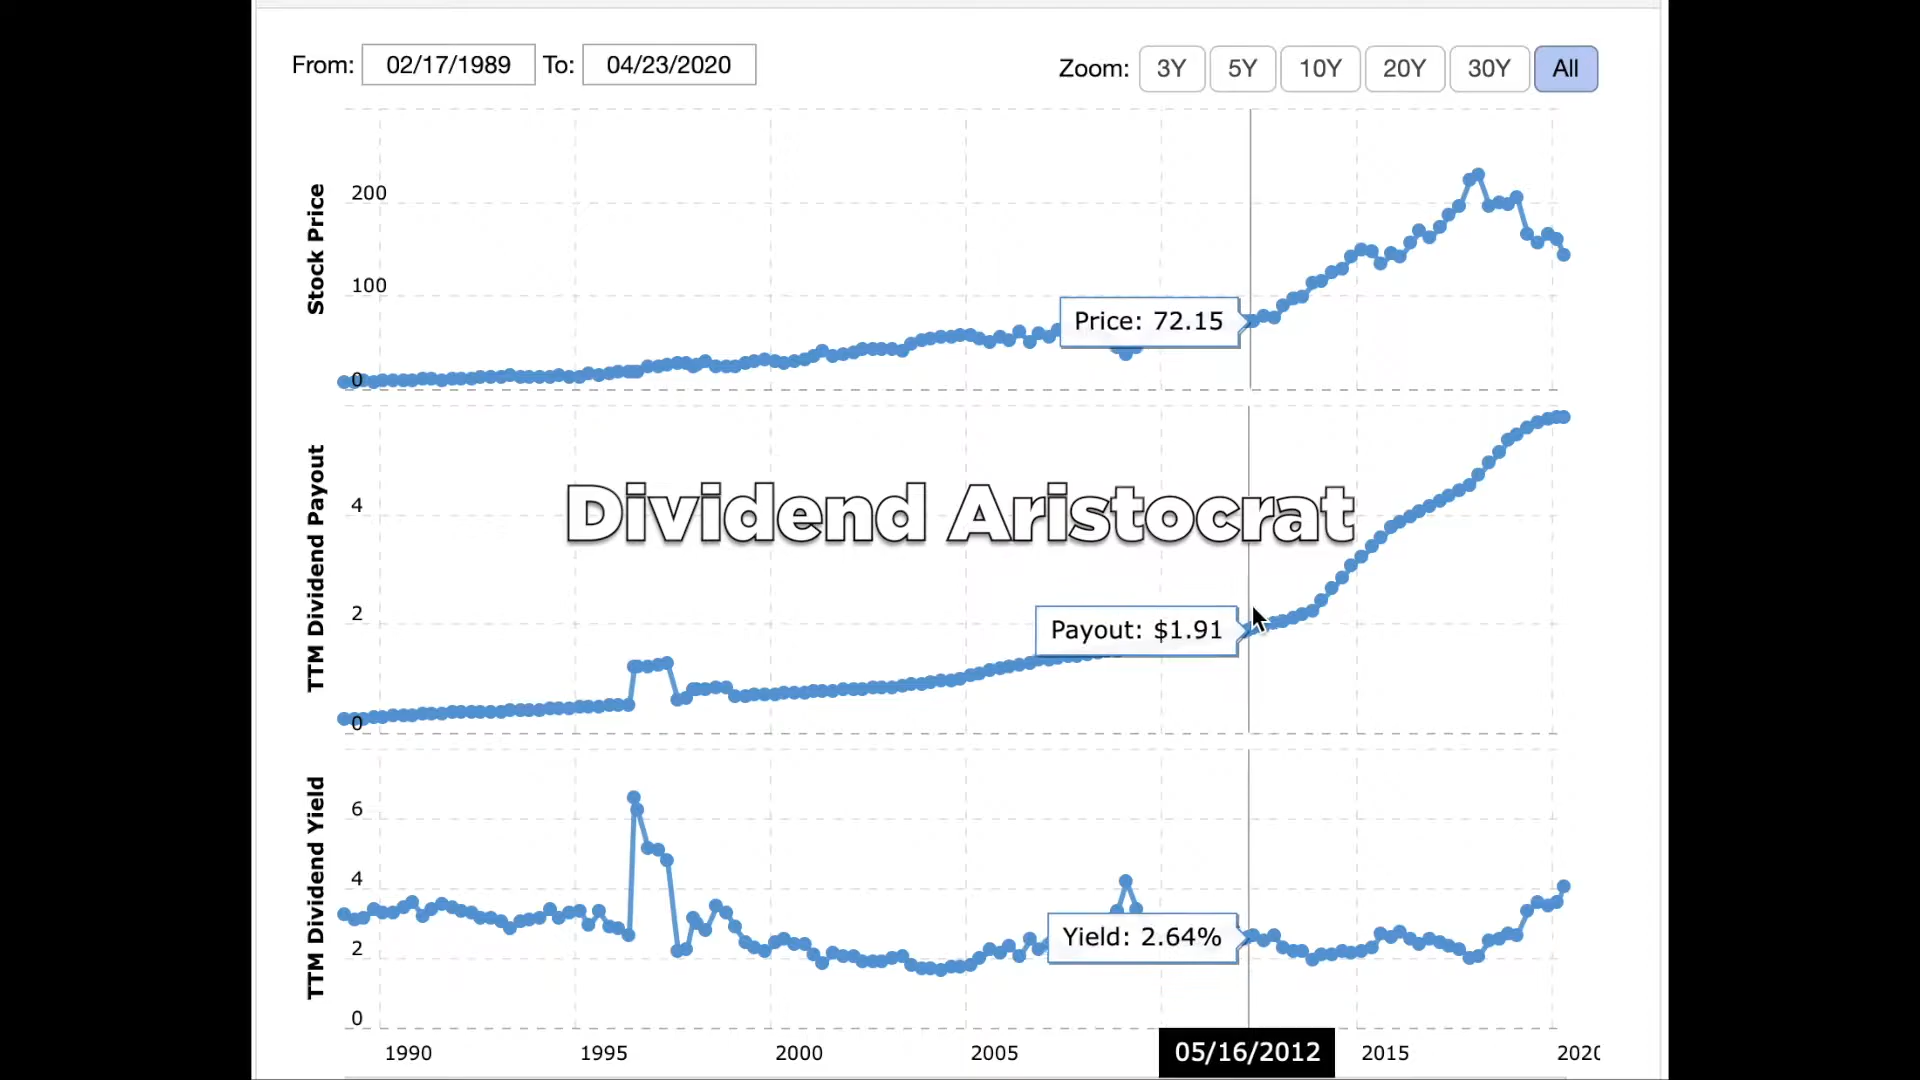 From: 02/17/1989 To: 04/23/2020
Zoom: 3Y 5Y 10Y 20Y 30Y All
Stock Price
200
100
0
Price: 72.15
TTM Dividend Payout
4
2
0
Dividend Aristocrat
Payout: $1.91
TTM Dividend Yield
6
4
2
0
Yield: 2.64%
1990 1995 2000 2005 05/16/2012 2015 2020